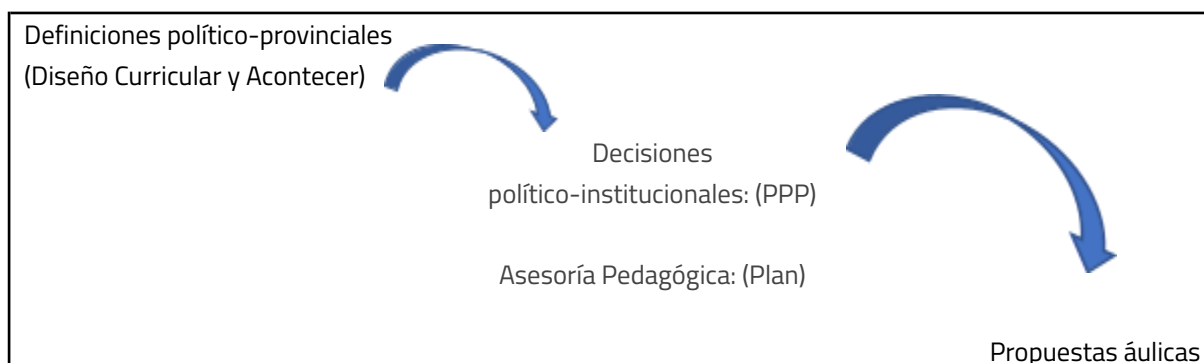 Definiciones político-provinciales
(Diseño Curricular y Acontecer)
Decisiones
político-institucionales: (PPP)
Asesoría Pedagógica: (Plan)
Propuestas áulicas